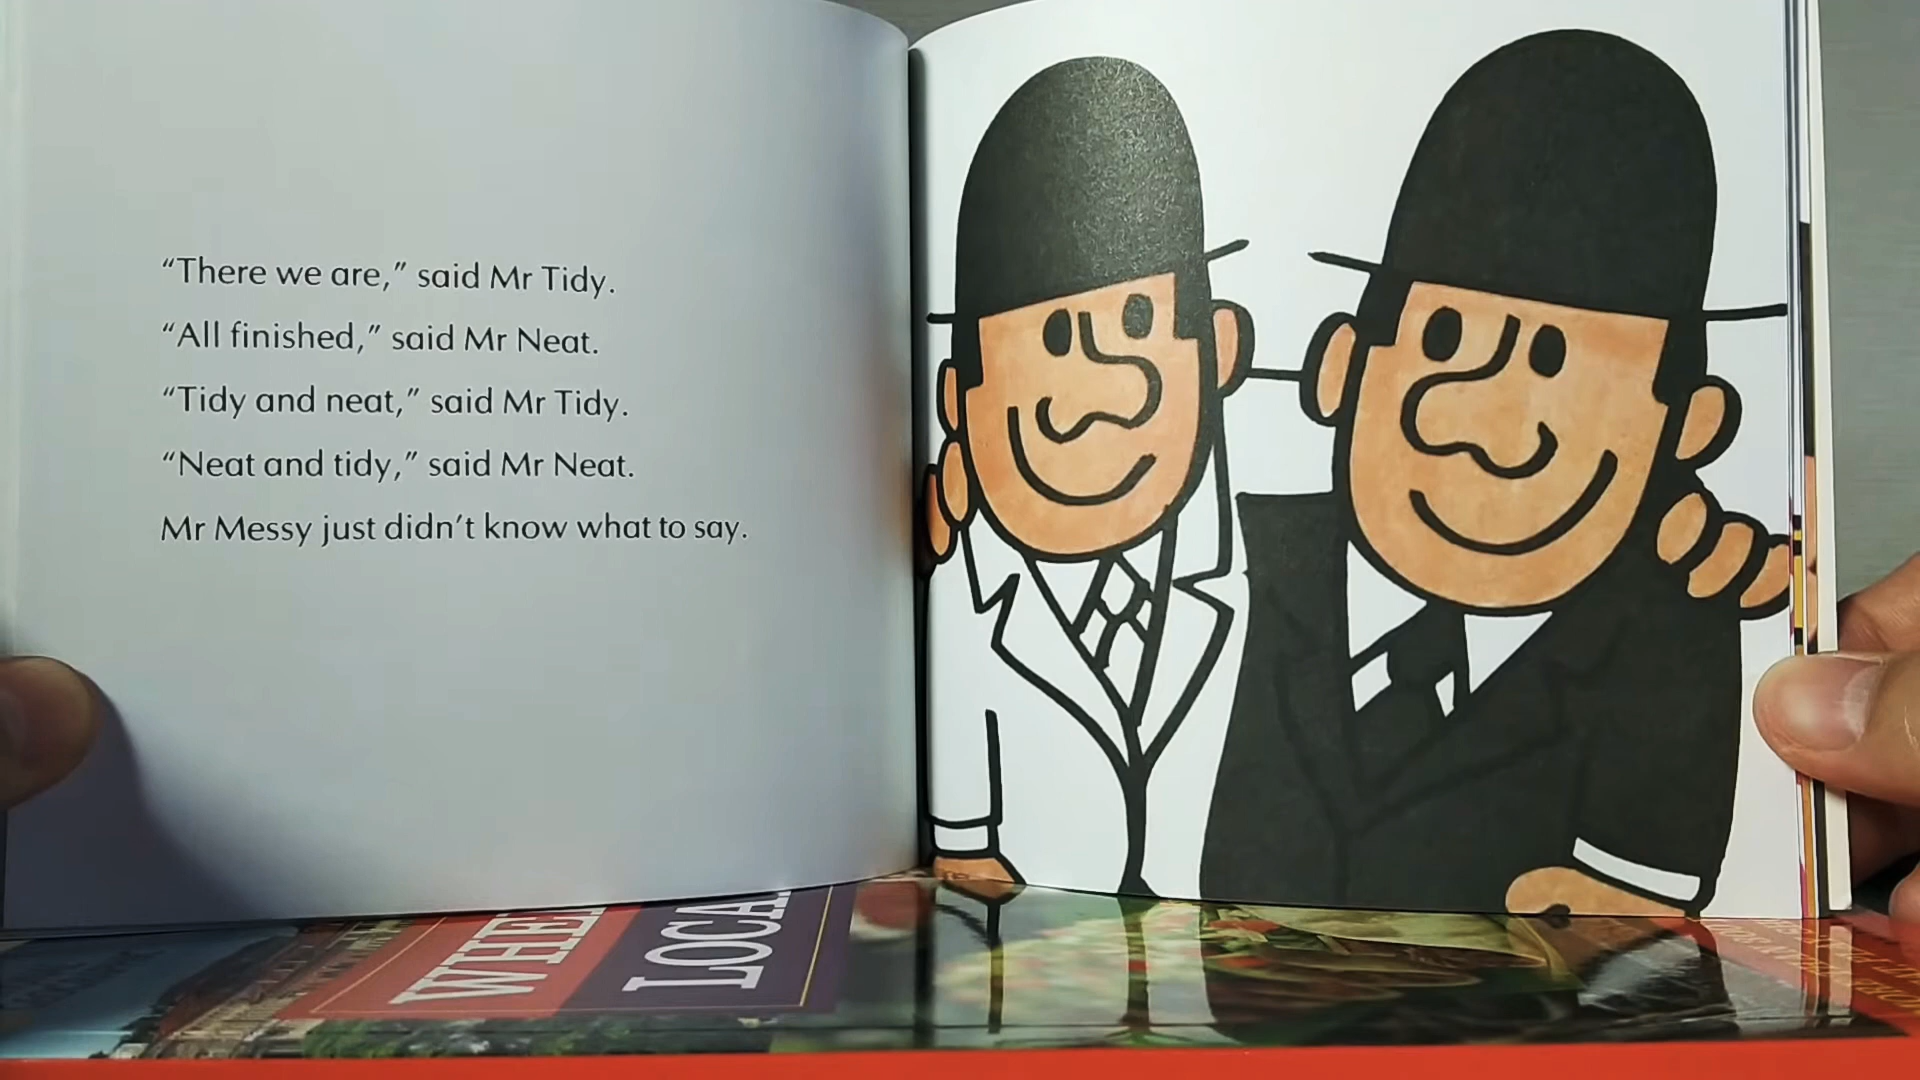 “There we are,” said Mr Tidy.
“All finished,” said Mr Neat.
“Tidy and neat,” said Mr Tidy.
“Neat and tidy,” said Mr Neat.
Mr Messy just didn’t know what to say.